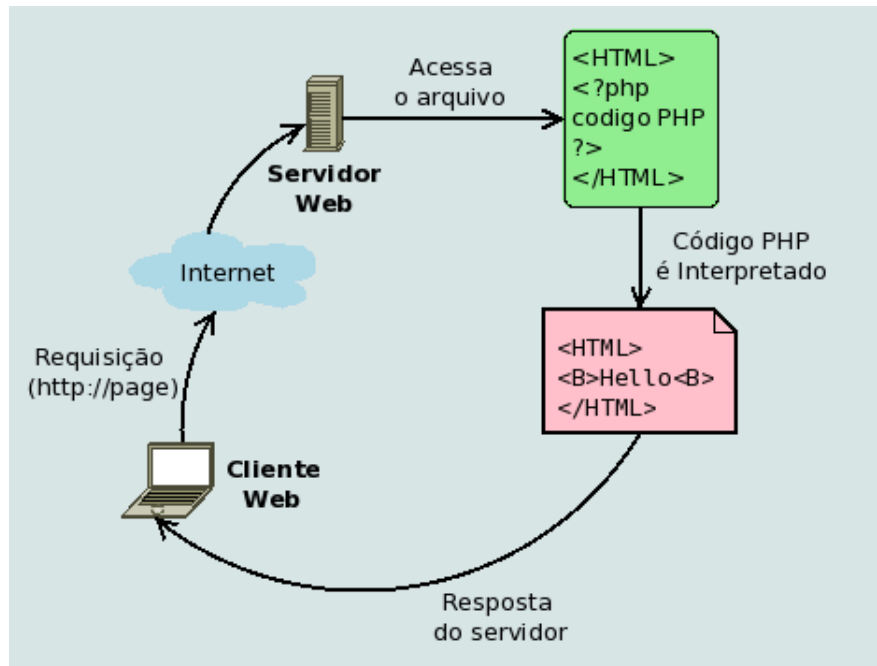 Acessa
o arquivo
<HTML>
<?php
codigo PHP
?>
</HTML>
Servidor
Web
Código PHP
é Interpretado
Internet
<HTML>
<B>Hello<B>
</HTML>
Requisição
(http://page)
Cliente
Web
Resposta
do servidor